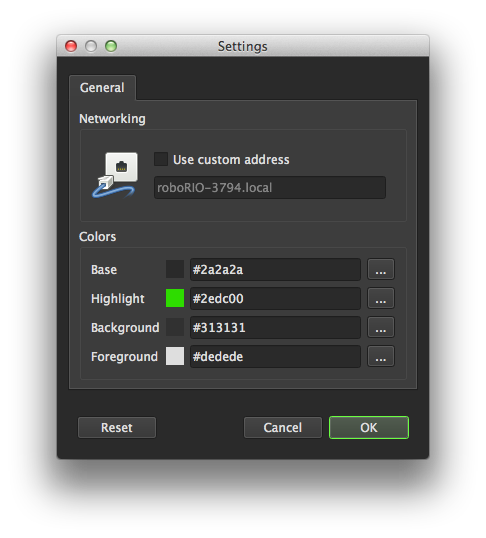 Settings
General
Networking
Use custom address
roboRIO-3794.local
Colors
Base #2a2a2a ...
Highlight #2edc00 ...
Background #313131 ...
Foreground #dedede ...
Reset Cancel OK